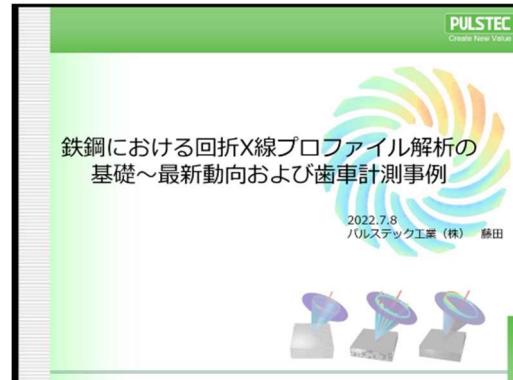 PULSTEC
Create New Value
鉄鋼における回折X線プロファイル解析の
基礎~最新動向および歯車計測事例
2022.7.8
パルステック工業（株） 藤田